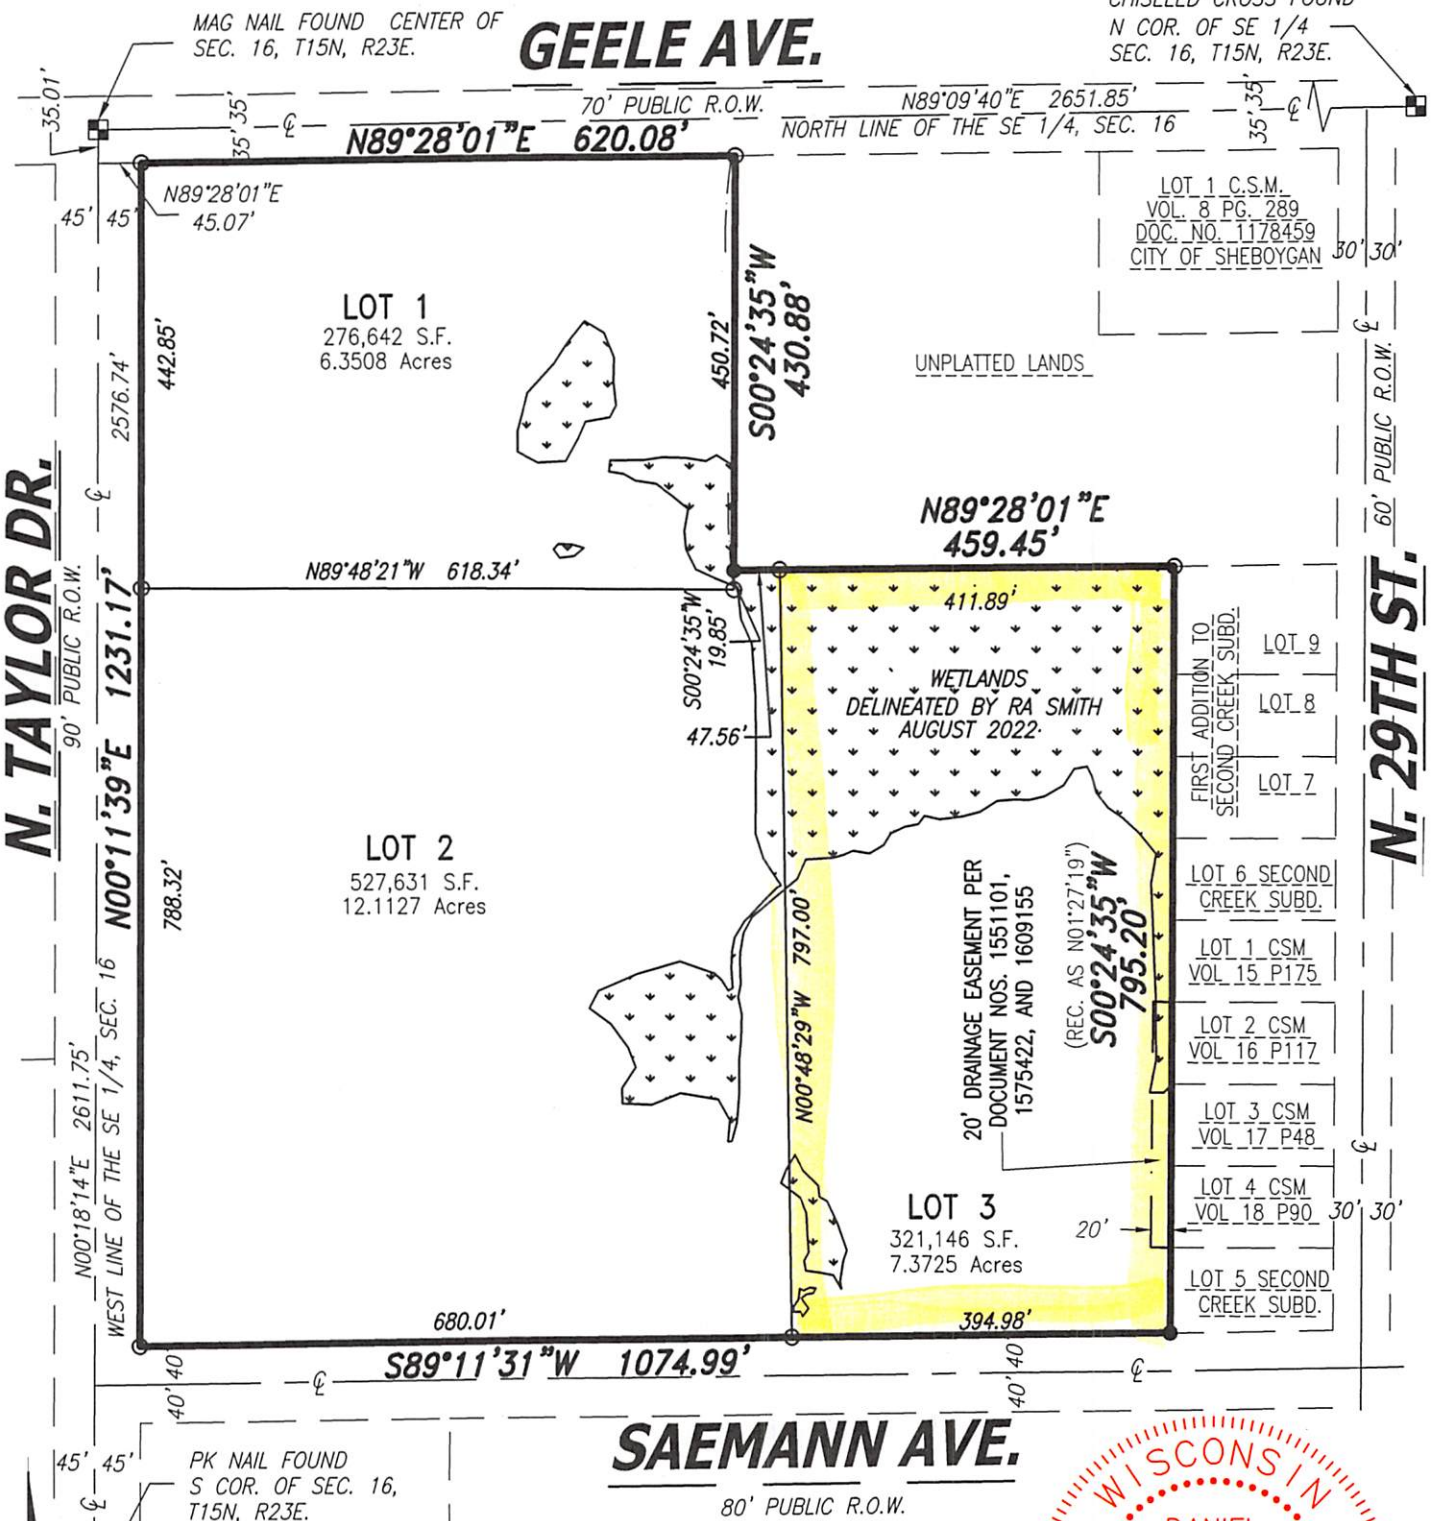 MAG NAIL FOUND CENTER OF
SEC. 16, T15N, R23E.
GEELE AVE.
N COR. OF SE 1/4
SEC. 16, T15N, R23E.
35.01'
35' 35'
70' PUBLIC R.O.W.
N89°09'40"E 2651.85'
NORTH LINE OF THE SE 1/4, SEC. 16
35' 35'
N89°28'01"E 620.08'
N89°28'01"E
45.07'
45' 45'
LOT 1 C.S.M.
VOL. 8 PG. 289
DOC. NO. 1178459
CITY OF SHEBOYGAN
30' 30'
LOT 1
276,642 S.F.
6.3508 Acres
442.85'
2576.74'
450.72'
S00°24'35"W
430.88'
UNPLATTED LANDS
60' PUBLIC R.O.W.
N. TAYLOR DR.
90' PUBLIC R.O.W.
N00°11'39"E 1231.17'
N89°48'21"W 618.34'
N89°28'01"E
459.45'
411.89'
S00°24'35"W
19.85'
47.56'
WETLANDS
DELINEATED BY RA SMITH
AUGUST 2022
FIRST ADDITION TO
SECOND CREEK SUBD.
LOT 9
LOT 8
LOT 7
N. 29TH ST.
LOT 2
527,631 S.F.
12.1127 Acres
788.32'
N00°18'14"E 2611.75'
WEST LINE OF THE SE 1/4, SEC. 16
N00°48'29"W 797.00'
20' DRAINAGE EASEMENT PER
DOCUMENT NOS. 1551101,
1575422, AND 1609155
(REC. AS N01°27'19")
S00°24'35"W
795.20'
LOT 6 SECOND
CREEK SUBD.
LOT 1 CSM
VOL 15 P175
LOT 2 CSM
VOL 16 P117
LOT 3 CSM
VOL 17 P48
LOT 4 CSM
VOL 18 P90
30' 30'
LOT 5 SECOND
CREEK SUBD.
LOT 3
321,146 S.F.
7.3725 Acres
20'
680.01'
394.98'
S89°11'31"W 1074.99'
40' 40'
40' 40'
SAEMANN AVE.
80' PUBLIC R.O.W.
45' 45'
PK NAIL FOUND
S COR. OF SEC. 16,
T15N, R23E.
WISCONSIN